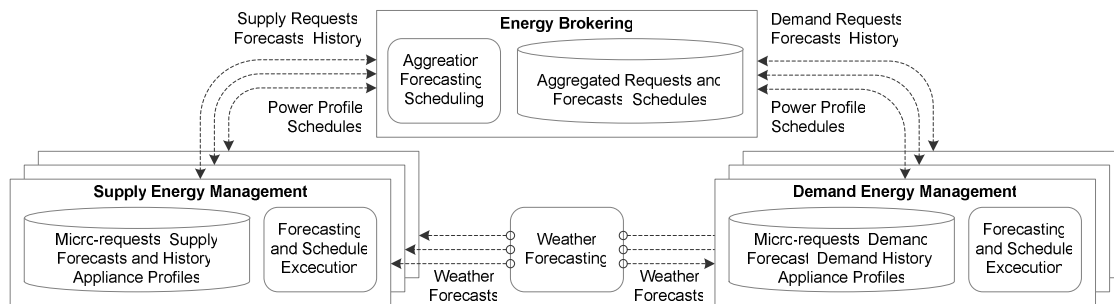 Supply Requests
Forecasts History
Energy Brokering
Demand Requests
Forecasts History
Aggreation
Forecasting
Scheduling
Aggregated Requests and
Forecasts Schedules
Power Profile
Schedules
Power Profile
Schedules
Supply Energy Management
Micro-requests Supply
Forecasts and History
Appliance Profiles
Forecasting
and Schedule
Excecution
Weather
Forecasting
Weather
Forecasts
Weather
Forecasts
Demand Energy Management
Micro-requests Demand
Forecast Demand History
Appliance Profiles
Forecasting
and Schedule
Excecution